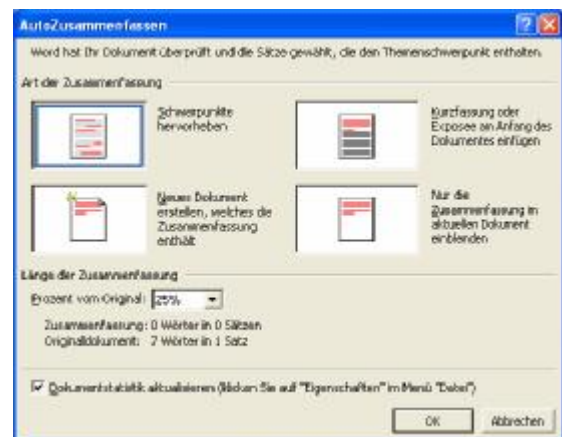 AutoZusammenfassen
Word hat Ihr Dokument überprüft und die Sätze gewählt, die den Themenschwerpunkt enthalten.
Art der Zusammenfassung
Schwerpunkte
hervorheben
Kurzfassung oder
Exposee am Anfang des
Dokumentes einfügen
Neues Dokument
erstellen, welches die
Zusammenfassung
enthält
Nur die
Zusammenfassung im
aktuellen Dokument
einblenden
Länge der Zusammenfassung
Prozent vom Original: 25%
Zusammenfassung: 0 Wörter in 0 Sätzen
Originaldokument: 7 Wörter in 1 Satz
Dokumentstatistik aktualisieren (klicken Sie auf "Eigenschaften" im Menü "Datei")
OK
Abbrechen